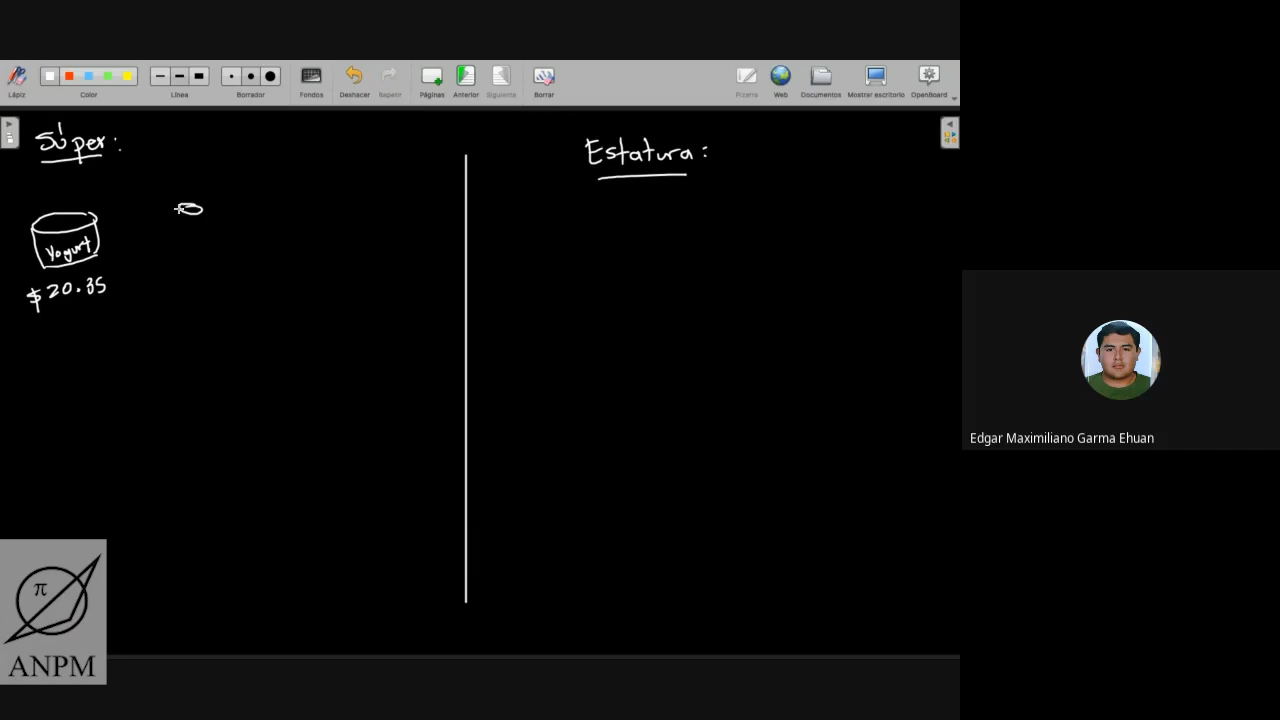 Lápiz
Color
Línea
Borrador
Fondos
Deshacer
Repetir
Páginas
Anterior
Siguiente
Borrar
Pizarra
Web
Documentos
Mostrar escritorio
OpenBoard
Súper:
Estatura:
Yogurt
$20.35
Edgar Maximiliano Garma Ehuan
π
ANPM